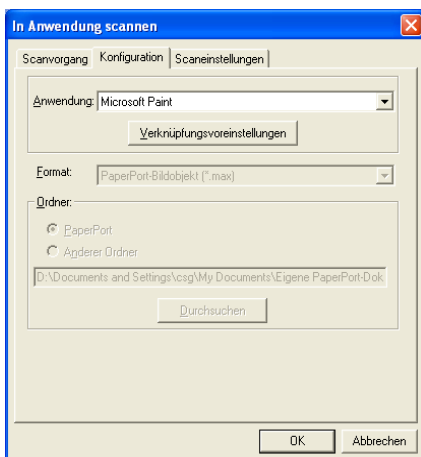 In Anwendung scannen
Scanvorgang Konfiguration Scaneinstellungen
Anwendung: Microsoft Paint
Verknüpfungsvoreinstellungen
Format: PaperPort-Bildobjekt (*.max)
Ordner:
PaperPort
Anderer Ordner
D:\Documents and Settings\csg\My Documents\Eigene PaperPort-Dok
Durchsuchen
OK Abbrechen